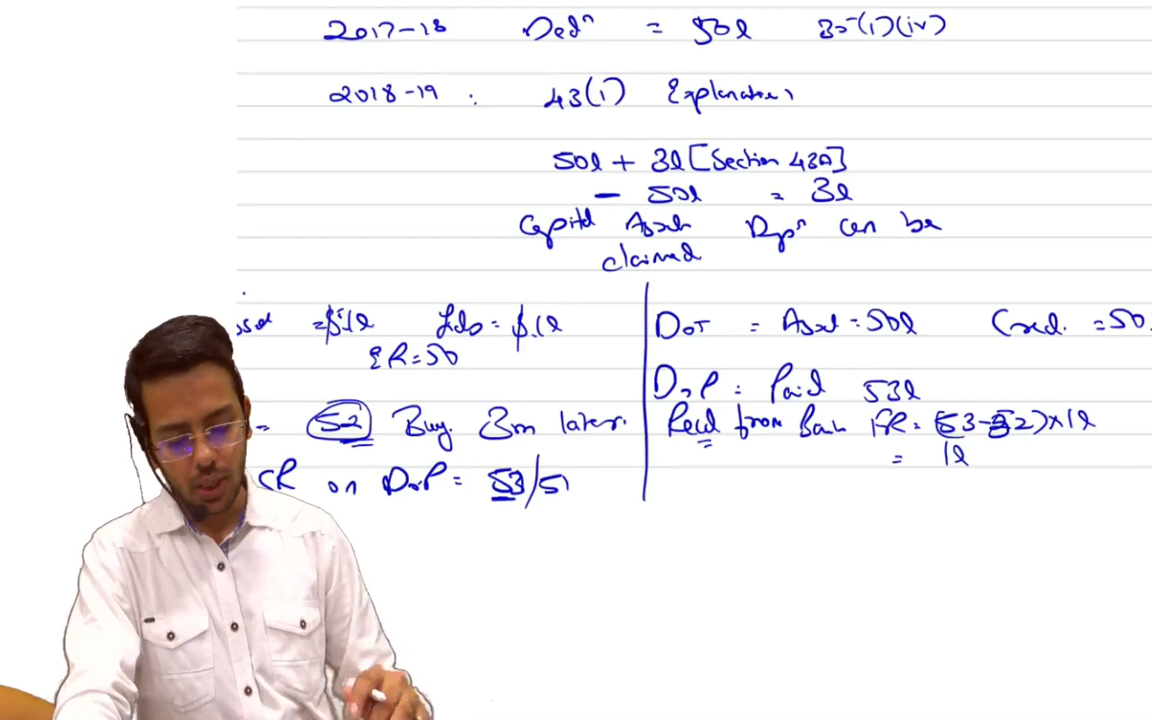 2017-18 Dedⁿ = 50l 35(1)(iv)
2018-19 : 43(1) Explanation
50l + 3l [Section 43A]
- 50l = 3l
Capital Asset Depⁿ can be
claimed
= $1l = $1l
ER = 50
= 52 Buy. 3m later.
on DoP = 53/51
DOT = Asset = 50l Cred. = 50
DoP = Paid 53l
Recd from Bank = (53-52)×1l
= 1l